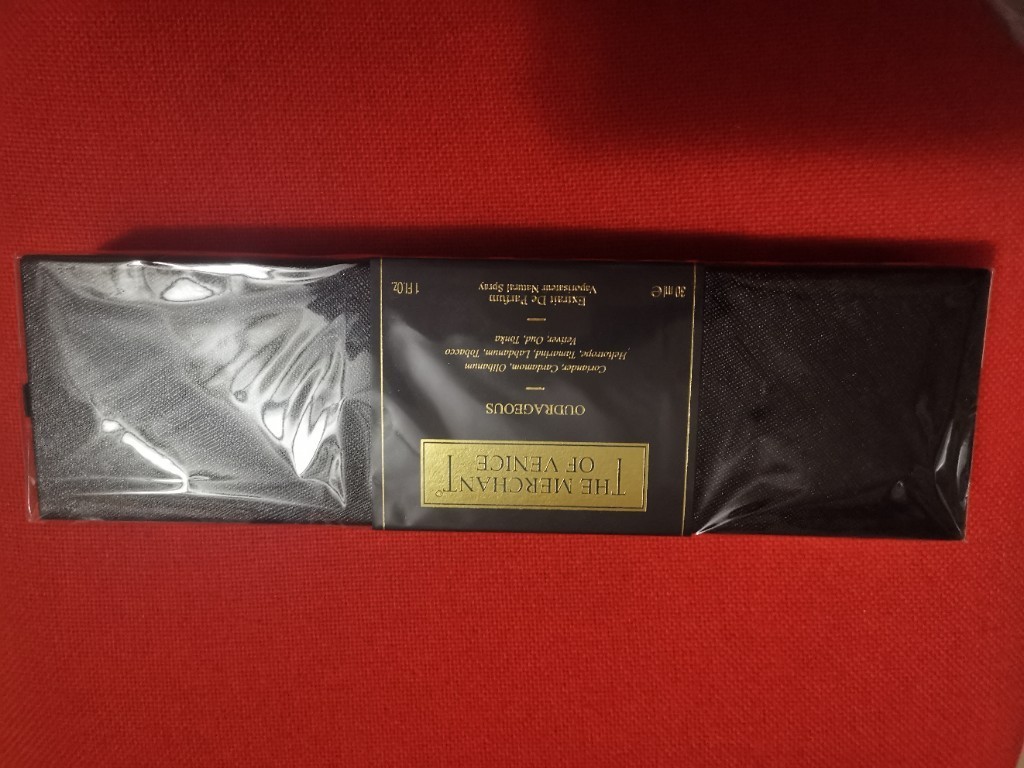 THE MERCHANT®
OF VENICE
OUDRAGEOUS
Coriander, Cardamom, Olibanum
Heliotrope, Tamarind, Labdanum, Tobacco
Vetiver, Oud, Tonka
Extrait De Parfum
30 ml ℮ Vaporisateur Natural Spray 1 Fl.Oz.